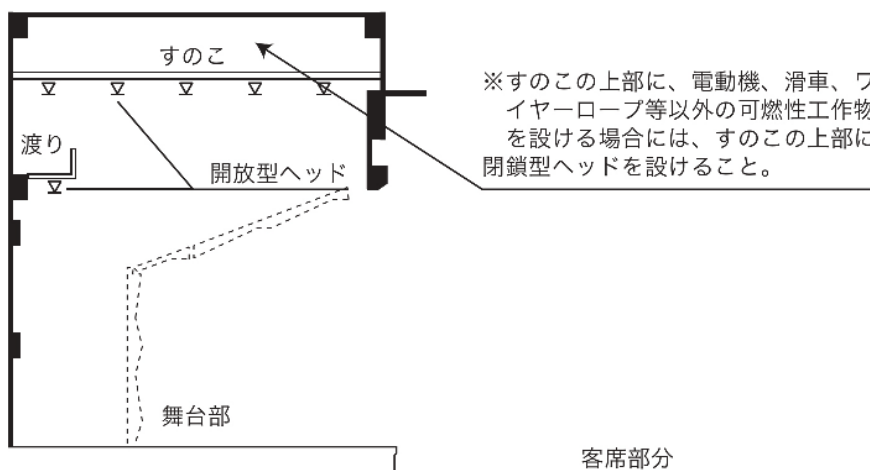 すのこ
※すのこの上部に、電動機、滑車、ワ
イヤーロープ等以外の可燃性工作物
を設ける場合には、すのこの上部に
閉鎖型ヘッドを設けること。
渡り
開放型ヘッド
舞台部
客席部分